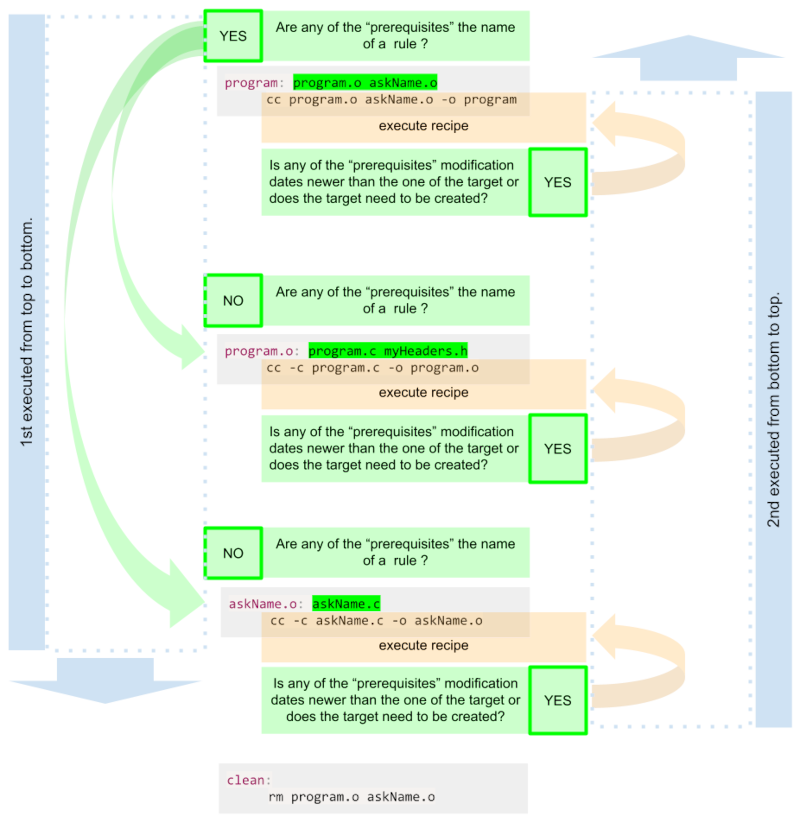 1st executed from top to bottom.
YES
Are any of the “prerequisites” the name
of a  rule ?
program: program.o askName.o
cc program.o askName.o -o program
execute recipe
Is any of the “prerequisites” modification
dates newer than the one of the target or
does the target need to be created?
YES
NO
Are any of the “prerequisites” the name
of a  rule ?
program.o: program.c myHeaders.h
cc -c program.c -o program.o
execute recipe
Is any of the “prerequisites” modification
dates newer than the one of the target or
does the target need to be created?
YES
NO
Are any of the “prerequisites” the name
of a  rule ?
askName.o: askName.c
cc -c askName.c -o askName.o
execute recipe
Is any of the “prerequisites” modification
dates newer than the one of the target or
does the target need to be created?
YES
2nd executed from bottom to top.
clean:
rm program.o askName.o